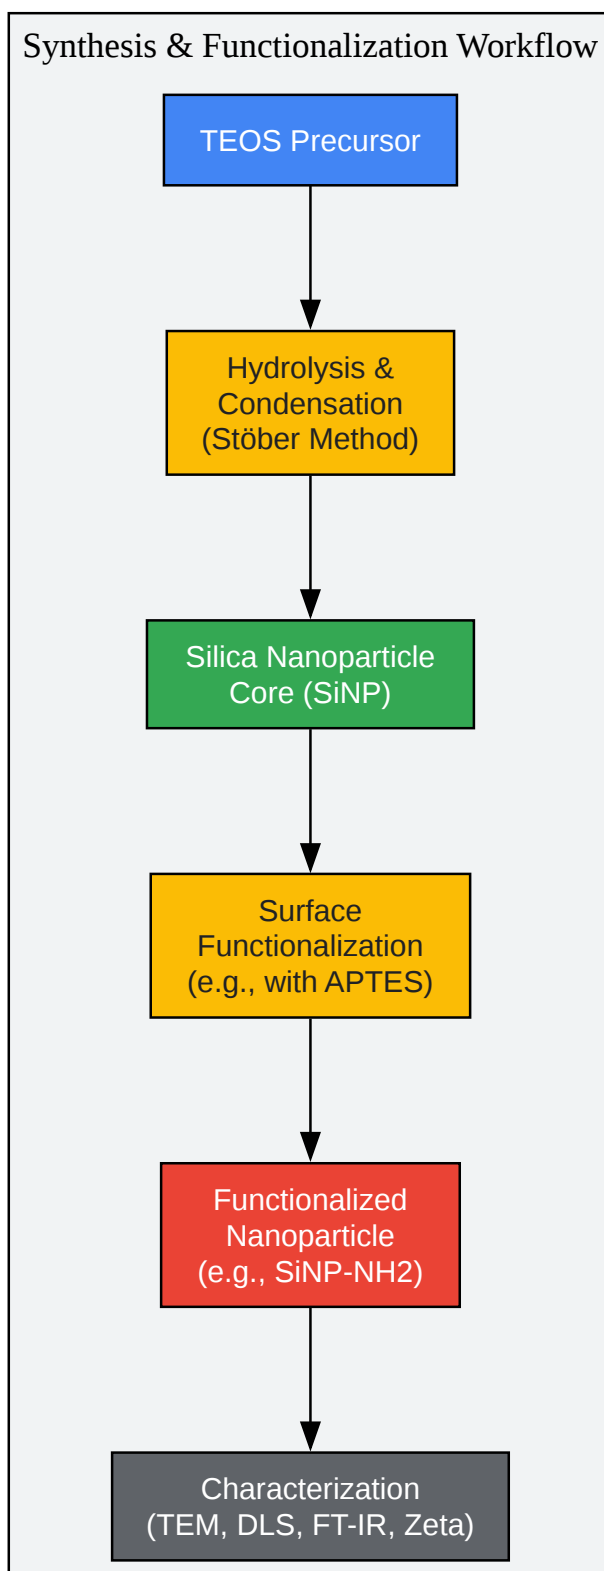 Synthesis & Functionalization Workflow
TEOS Precursor
Hydrolysis &
Condensation
(Stöber Method)
Silica Nanoparticle
Core (SiNP)
Surface
Functionalization
(e.g., with APTES)
Functionalized
Nanoparticle
(e.g., SiNP-NH2)
Characterization
(TEM, DLS, FT-IR, Zeta)